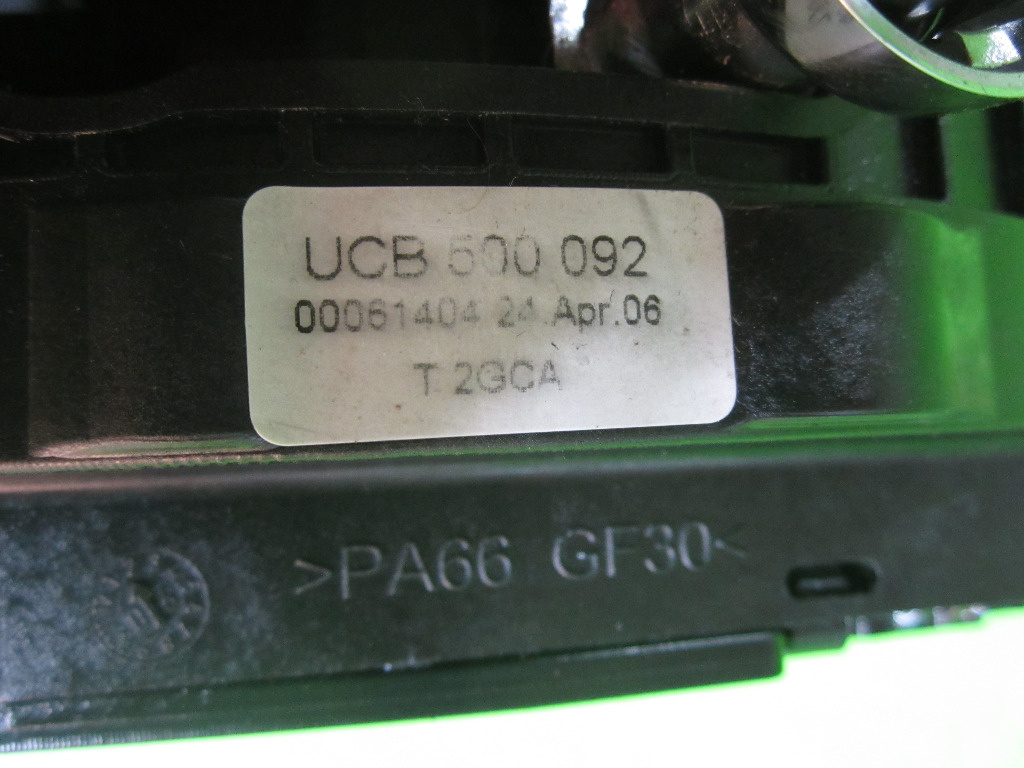 UCB 500 092
00061404 24 Apr.06
T 2GCA
>PA66 GF30<